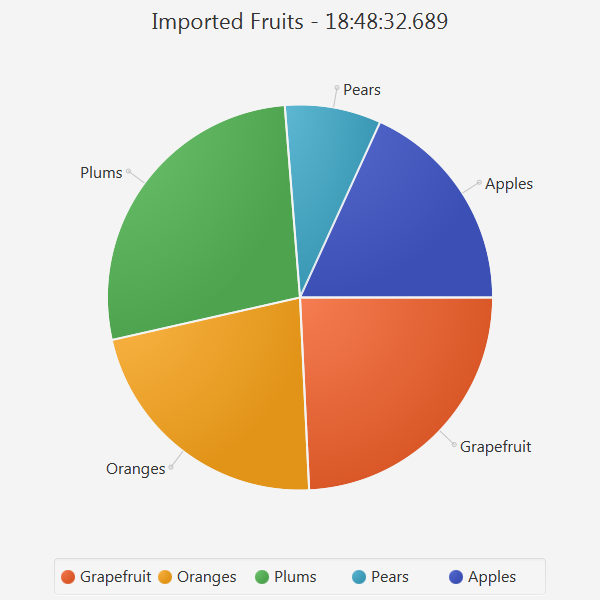 Imported Fruits - 18:48:32.689
Pears
Plums
Apples
Grapefruit
Oranges
Grapefruit Oranges Plums Pears Apples